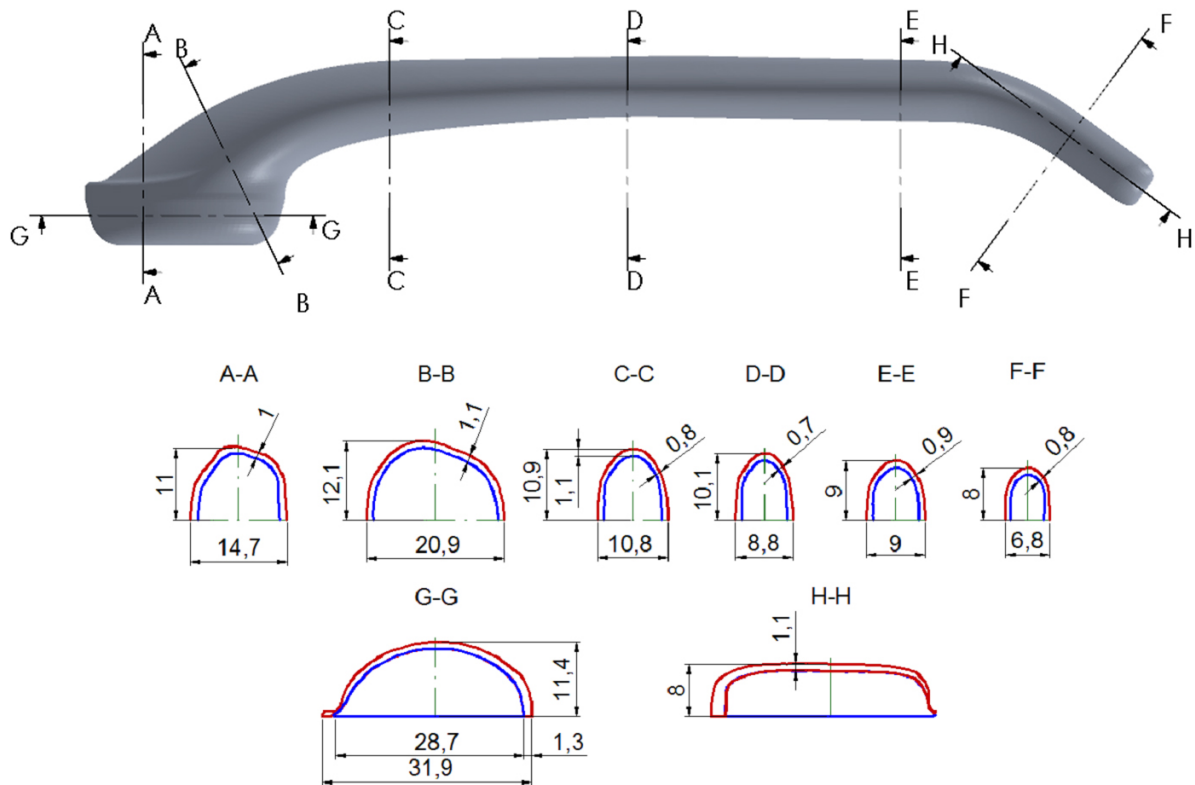 A B C D E H F
G G
A B C D E F H
A-A B-B C-C D-D E-E F-F
1 1,1 0,8 0,7 0,9 0,8
11 12,1 10,9 1,1 10,1 9 8
14,7 20,9 10,8 8,8 9 6,8
G-G H-H
11,4 1,1 8
28,7 1,3
31,9